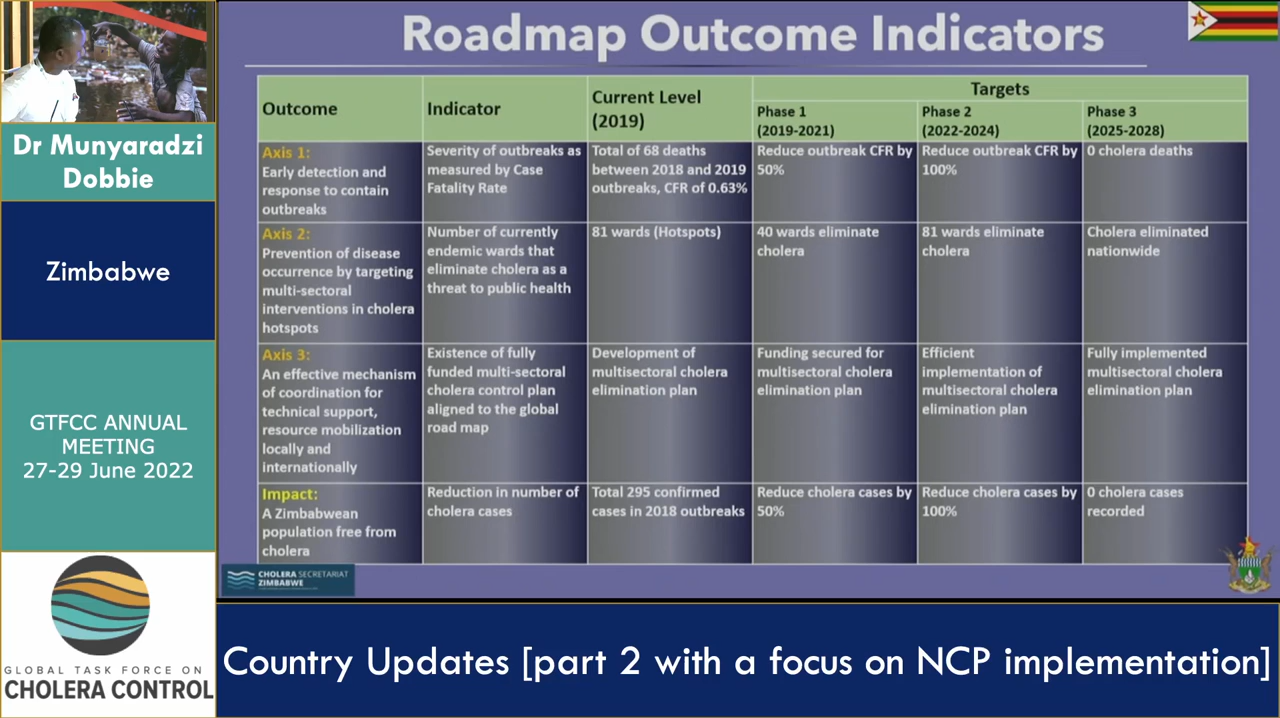 Roadmap Outcome Indicators
Outcome
Indicator
Current Level
(2019)
Targets
Phase 1
(2019-2021)
Phase 2
(2022-2024)
Phase 3
(2025-2028)
Axis 1:
Early detection and
response to contain
outbreaks
Severity of outbreaks as
measured by Case
Fatality Rate
Total of 68 deaths
between 2018 and 2019
outbreaks, CFR of 0.63%
Reduce outbreak CFR by
50%
Reduce outbreak CFR by
100%
0 cholera deaths
Axis 2:
Prevention of disease
occurrence by targeting
multi-sectoral
interventions in cholera
hotspots
Number of currently
endemic wards that
eliminate cholera as a
threat to public health
81 wards (Hotspots)
40 wards eliminate
cholera
81 wards eliminate
cholera
Cholera eliminated
nationwide
Axis 3:
An effective mechanism
of coordination for
technical support,
resource mobilization
locally and
internationally
Existence of fully
funded multi-sectoral
cholera control plan
aligned to the global
road map
Development of
multisectoral cholera
elimination plan
Funding secured for
multisectoral cholera
elimination plan
Efficient
implementation of
multisectoral cholera
elimination plan
Fully implemented
multisectoral cholera
elimination plan
Impact:
A Zimbabwean
population free from
cholera
Reduction in number of
cholera cases
Total 295 confirmed
cases in 2018 outbreaks
Reduce cholera cases by
50%
Reduce cholera cases by
100%
0 cholera cases
recorded
CHOLERA SECRETARIAT
ZIMBABWE
Dr Munyaradzi
Dobbie
Zimbabwe
GTFCC ANNUAL
MEETING
27-29 June 2022
GLOBAL TASK FORCE ON
CHOLERA CONTROL
Country Updates [part 2 with a focus on NCP implementation]